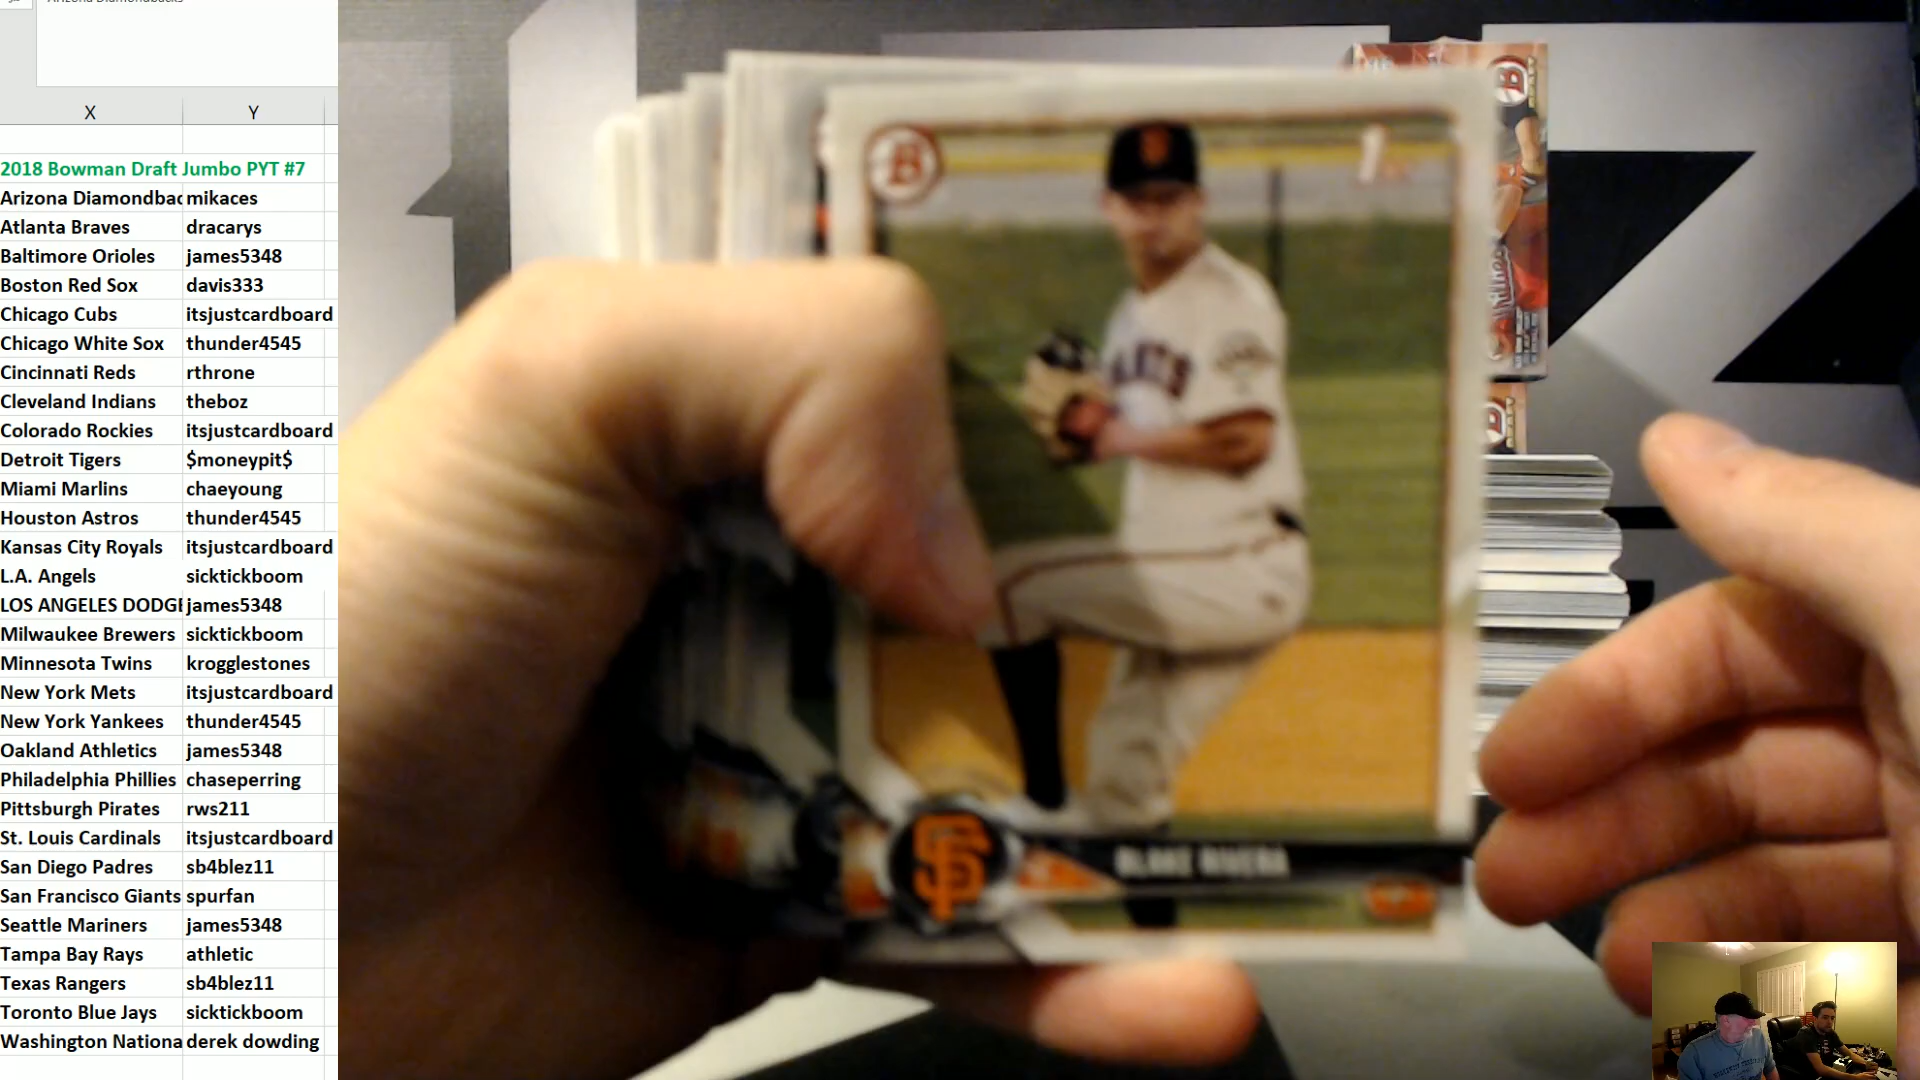 X Y
2018 Bowman Draft Jumbo PYT #7
Arizona Diamondbac mikaces
Atlanta Braves dracarys
Baltimore Orioles james5348
Boston Red Sox davis333
Chicago Cubs itsjustcardboard
Chicago White Sox thunder4545
Cincinnati Reds rthrone
Cleveland Indians theboz
Colorado Rockies itsjustcardboard
Detroit Tigers $moneypit$
Miami Marlins chaeyoung
Houston Astros thunder4545
Kansas City Royals itsjustcardboard
L.A. Angels sicktickboom
LOS ANGELES DODGE james5348
Milwaukee Brewers sicktickboom
Minnesota Twins krogglestones
New York Mets itsjustcardboard
New York Yankees thunder4545
Oakland Athletics james5348
Philadelphia Phillies chaseperring
Pittsburgh Pirates rws211
St. Louis Cardinals itsjustcardboard
San Diego Padres sb4blez11
San Francisco Giants spurfan
Seattle Mariners james5348
Tampa Bay Rays athletic
Texas Rangers sb4blez11
Toronto Blue Jays sicktickboom
Washington Nationa derek dowding
B
SF
BLAKE RIVERA